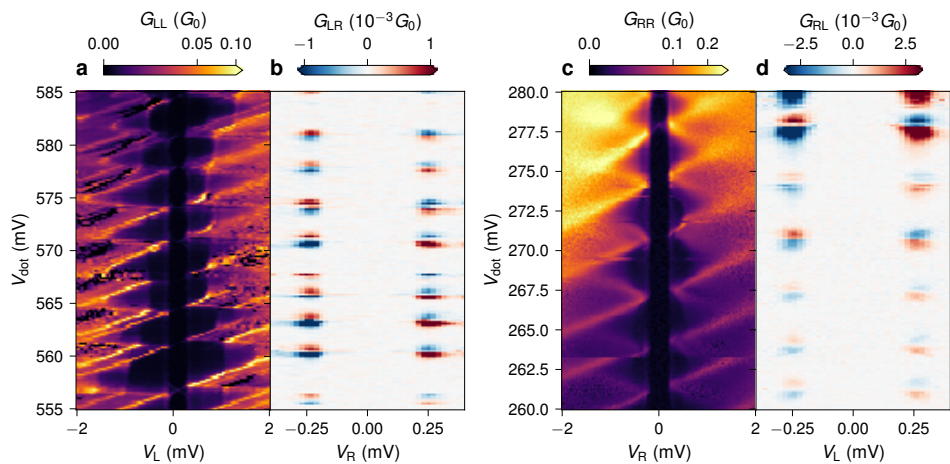 G_LL (G_0)
G_LR (10^−3 G_0)
G_RR (G_0)
G_RL (10^−3 G_0)
0.00 0.05 0.10
−1 0 1
0.0 0.1 0.2
−2.5 0.0 2.5
a b c d
585
580
575
570
565
560
555
V_dot (mV)
−2 0 2
V_L (mV)
−0.25 0.00 0.25
V_R (mV)
280.0
277.5
275.0
272.5
270.0
267.5
265.0
262.5
260.0
V_dot (mV)
−2 0 2
V_R (mV)
−0.25 0.00 0.25
V_L (mV)